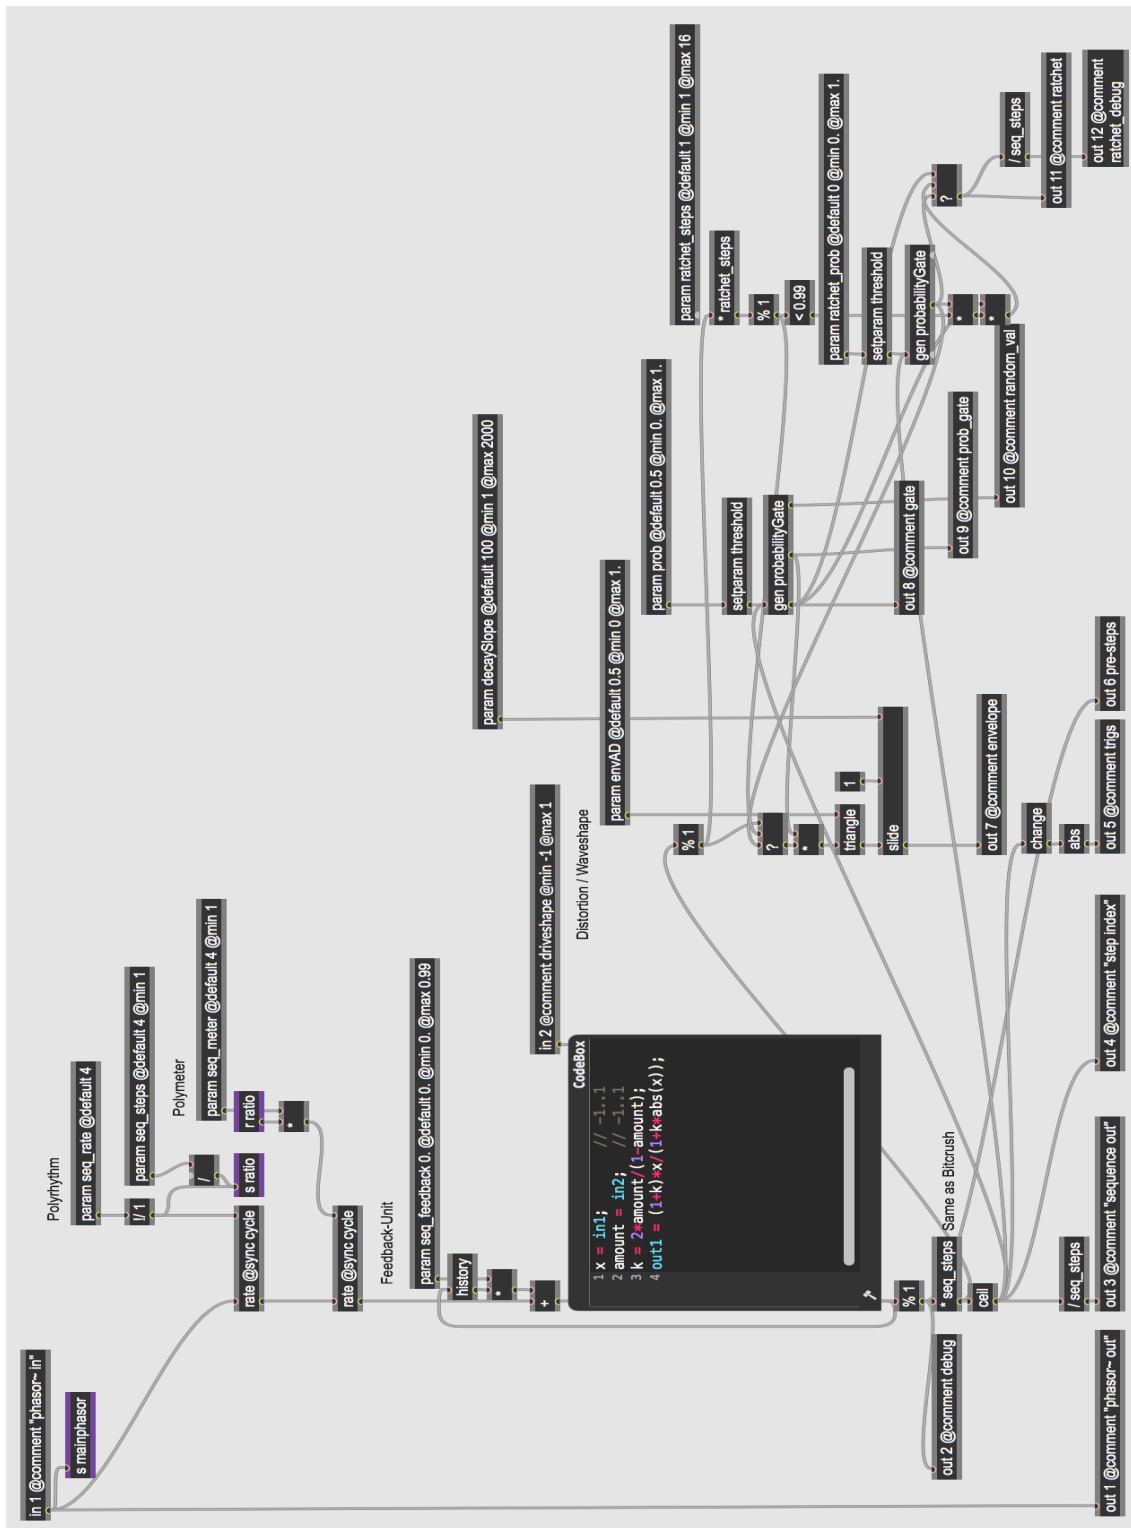 in 1 @comment "phasor~ in"
s mainphasor
Polyrhythm
param seq_rate @default 4
!/ 1
param seq_steps @default 4 @min 1
/
s ratio
rate @sync cycle
Polymeter
param seq_meter @default 4 @min 1
r ratio
*
rate @sync cycle
Feedback-Unit
param seq_feedback 0. @default 0. @min 0. @max 0.99
history
*
+
in 2 @comment driveshape @min -1 @max 1
Distortion / Waveshape
CodeBox
1 x = in1; // -1..1
2 amount = in2; // -1..1
3 k = 2*amount/(1-amount);
4 out1 = (1+k)*x/(1+k*abs(x));
% 1
out 2 @comment debug
* seq_steps
Same as Bitcrush
ceil
/ seq_steps
out 1 @comment "phasor~ out"
out 3 @comment "sequence out"
out 4 @comment "step index"
change
abs
out 5 @comment trigs
out 6 pre-steps
param decaySlope @default 100 @min 1 @max 2000
param envAD @default 0.5 @min 0 @max 1.
% 1
?
*
triangle
1
slide
out 7 @comment envelope
param prob @default 0.5 @min 0. @max 1.
setparam threshold
gen probabilityGate
out 8 @comment gate
out 9 @comment prob_gate
out 10 @comment random_val
param ratchet_steps @default 1 @min 1 @max 16
* ratchet_steps
% 1
< 0.99
param ratchet_prob @default 0 @min 0. @max 1.
setparam threshold
gen probabilityGate
*
*
?
/ seq_steps
out 11 @comment ratchet
out 12 @comment
ratchet_debug